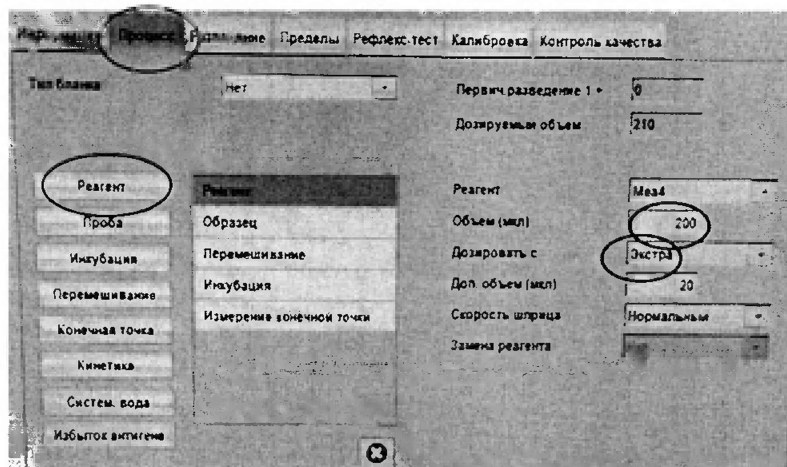 Процесс Пределы Рефлекс.тест Калибровка Контроль качества
Тип бланка Нет Первич.разведение 1 + 0
Дозируемый объем 210
Реагент Реагент Реагент Меа4
Проба Образец Объем (мкл) 200
Инкубация Перемешивание Дозировать с Экстра
Перемешивание Инкубация Доп. объем (мкл) 20
Конечная точка Измерение конечной точки Скорость шприца Нормальный
Кинетика Замена реагента
Систем. вода
Избыток антигена